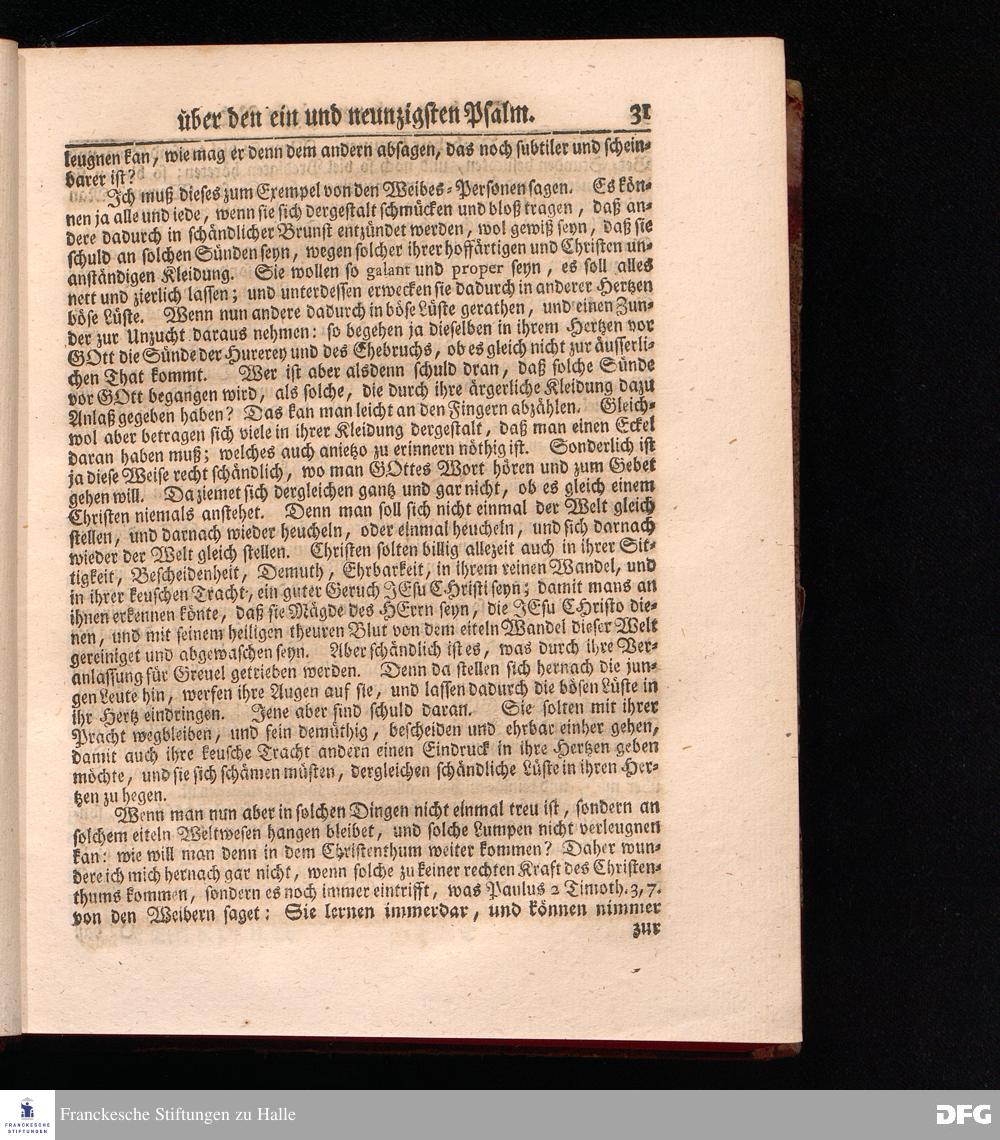 über den ein und neunzigsten Psalm. 31
leugnen kan, wie mag er denn dem andern absagen, das noch subtiler und schein-
barer ist?
Ich muß dieses zum Exempel von den Weibes-Personen sagen. Es kön-
nen ja alle und iede, wenn sie sich dergestalt schmücken und bloß tragen, daß an-
dere dadurch in schändlicher Brunst entzündet werden, wol gewiß seyn, daß sie
schuld an solchen Sünden seyn, wegen solcher ihrer hoffärtigen und Christen un-
anständigen Kleidung. Sie wollen so galant und proper seyn, es soll alles
nett und zierlich lassen; und unterdessen erwecken sie dadurch in anderer Hertzen
böse Lüste. Wenn nun andere dadurch in böse Lüste gerathen, und einen Zun-
der zur Unzucht daraus nehmen: so begehen ja dieselben in ihrem Hertzen vor
GOtt die Sünde der Hurerey und des Ehebruchs, ob es gleich nicht zur äusserli-
chen That kommt. Wer ist aber alsdenn schuld dran, daß solche Sünde
vor GOtt begangen wird, als solche, die durch ihre ärgerliche Kleidung dazu
Anlaß gegeben haben? Das kan man leicht an den Fingern abzählen. Gleich-
wol aber betragen sich viele in ihrer Kleidung dergestalt, daß man einen Eckel
daran haben muß; welches auch anietzo zu erinnern nöthig ist. Sonderlich ist
ja diese Weise recht schändlich, wo man GOttes Wort hören und zum Gebet
gehen will. Da ziemet sich dergleichen gantz und gar nicht, ob es gleich einem
Christen niemals anstehet. Denn man soll sich nicht einmal der Welt gleich
stellen, und darnach wieder heucheln, oder einmal heucheln, und sich darnach
wieder der Welt gleich stellen. Christen solten billig allezeit auch in ihrer Sit-
tigkeit, Bescheidenheit, Demuth, Ehrbarkeit, in ihrem reinen Wandel, und
in ihrer keuschen Tracht, ein guter Geruch JEsu CHristi seyn; damit mans an
ihnen erkennen könte, daß sie Mägde des HErrn seyn, die JEsu CHristo die-
nen, und mit seinem heiligen theuren Blut von dem eiteln Wandel dieser Welt
gereiniget und abgewaschen seyn. Aber schändlich ist es, was durch ihre Ver-
anlassung für Greuel getrieben werden. Denn da stellen sich hernach die jun-
gen Leute hin, werfen ihre Augen auf sie, und lassen dadurch die bösen Lüste in
ihr Hertz eindringen. Jene aber sind schuld daran. Sie solten mit ihrer
Pracht wegbleiben, und fein demüthig, bescheiden und ehrbar einher gehen,
damit auch ihre keusche Tracht andern einen Eindruck in ihre Hertzen geben
möchte, und sie sich schämen müsten, dergleichen schändliche Lüste in ihren Her-
tzen zu hegen.
Wenn man nun aber in solchen Dingen nicht einmal treu ist, sondern an
solchem eiteln Weltwesen hangen bleibet, und solche Lumpen nicht verleugnen
kan: wie will man denn in dem Christenthum weiter kommen? Daher wun-
dere ich mich hernach gar nicht, wenn solche zu keiner rechten Kraft des Christen-
thums kommen, sondern es noch immer eintrifft, was Paulus 2 Timoth. 3, 7.
von den Weibern saget: Sie lernen immerdar, und können nimmer
zur
FRANCKESCHE
STIFTUNGEN
Franckesche Stiftungen zu Halle
DFG